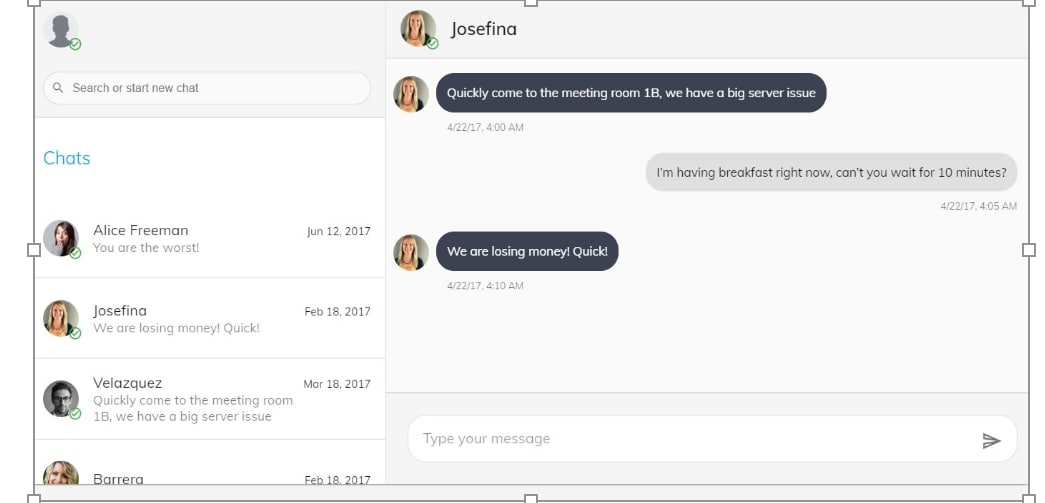 Search or start new chat
Chats
Alice Freeman Jun 12, 2017
You are the worst!
Josefina Feb 18, 2017
We are losing money! Quick!
Velazquez Mar 18, 2017
Quickly come to the meeting room
1B, we have a big server issue
Barrera Feb 18, 2017
Josefina
Quickly come to the meeting room 1B, we have a big server issue
4/22/17, 4:00 AM
I'm having breakfast right now, can't you wait for 10 minutes?
4/22/17, 4:05 AM
We are losing money! Quick!
4/22/17, 4:10 AM
Type your message